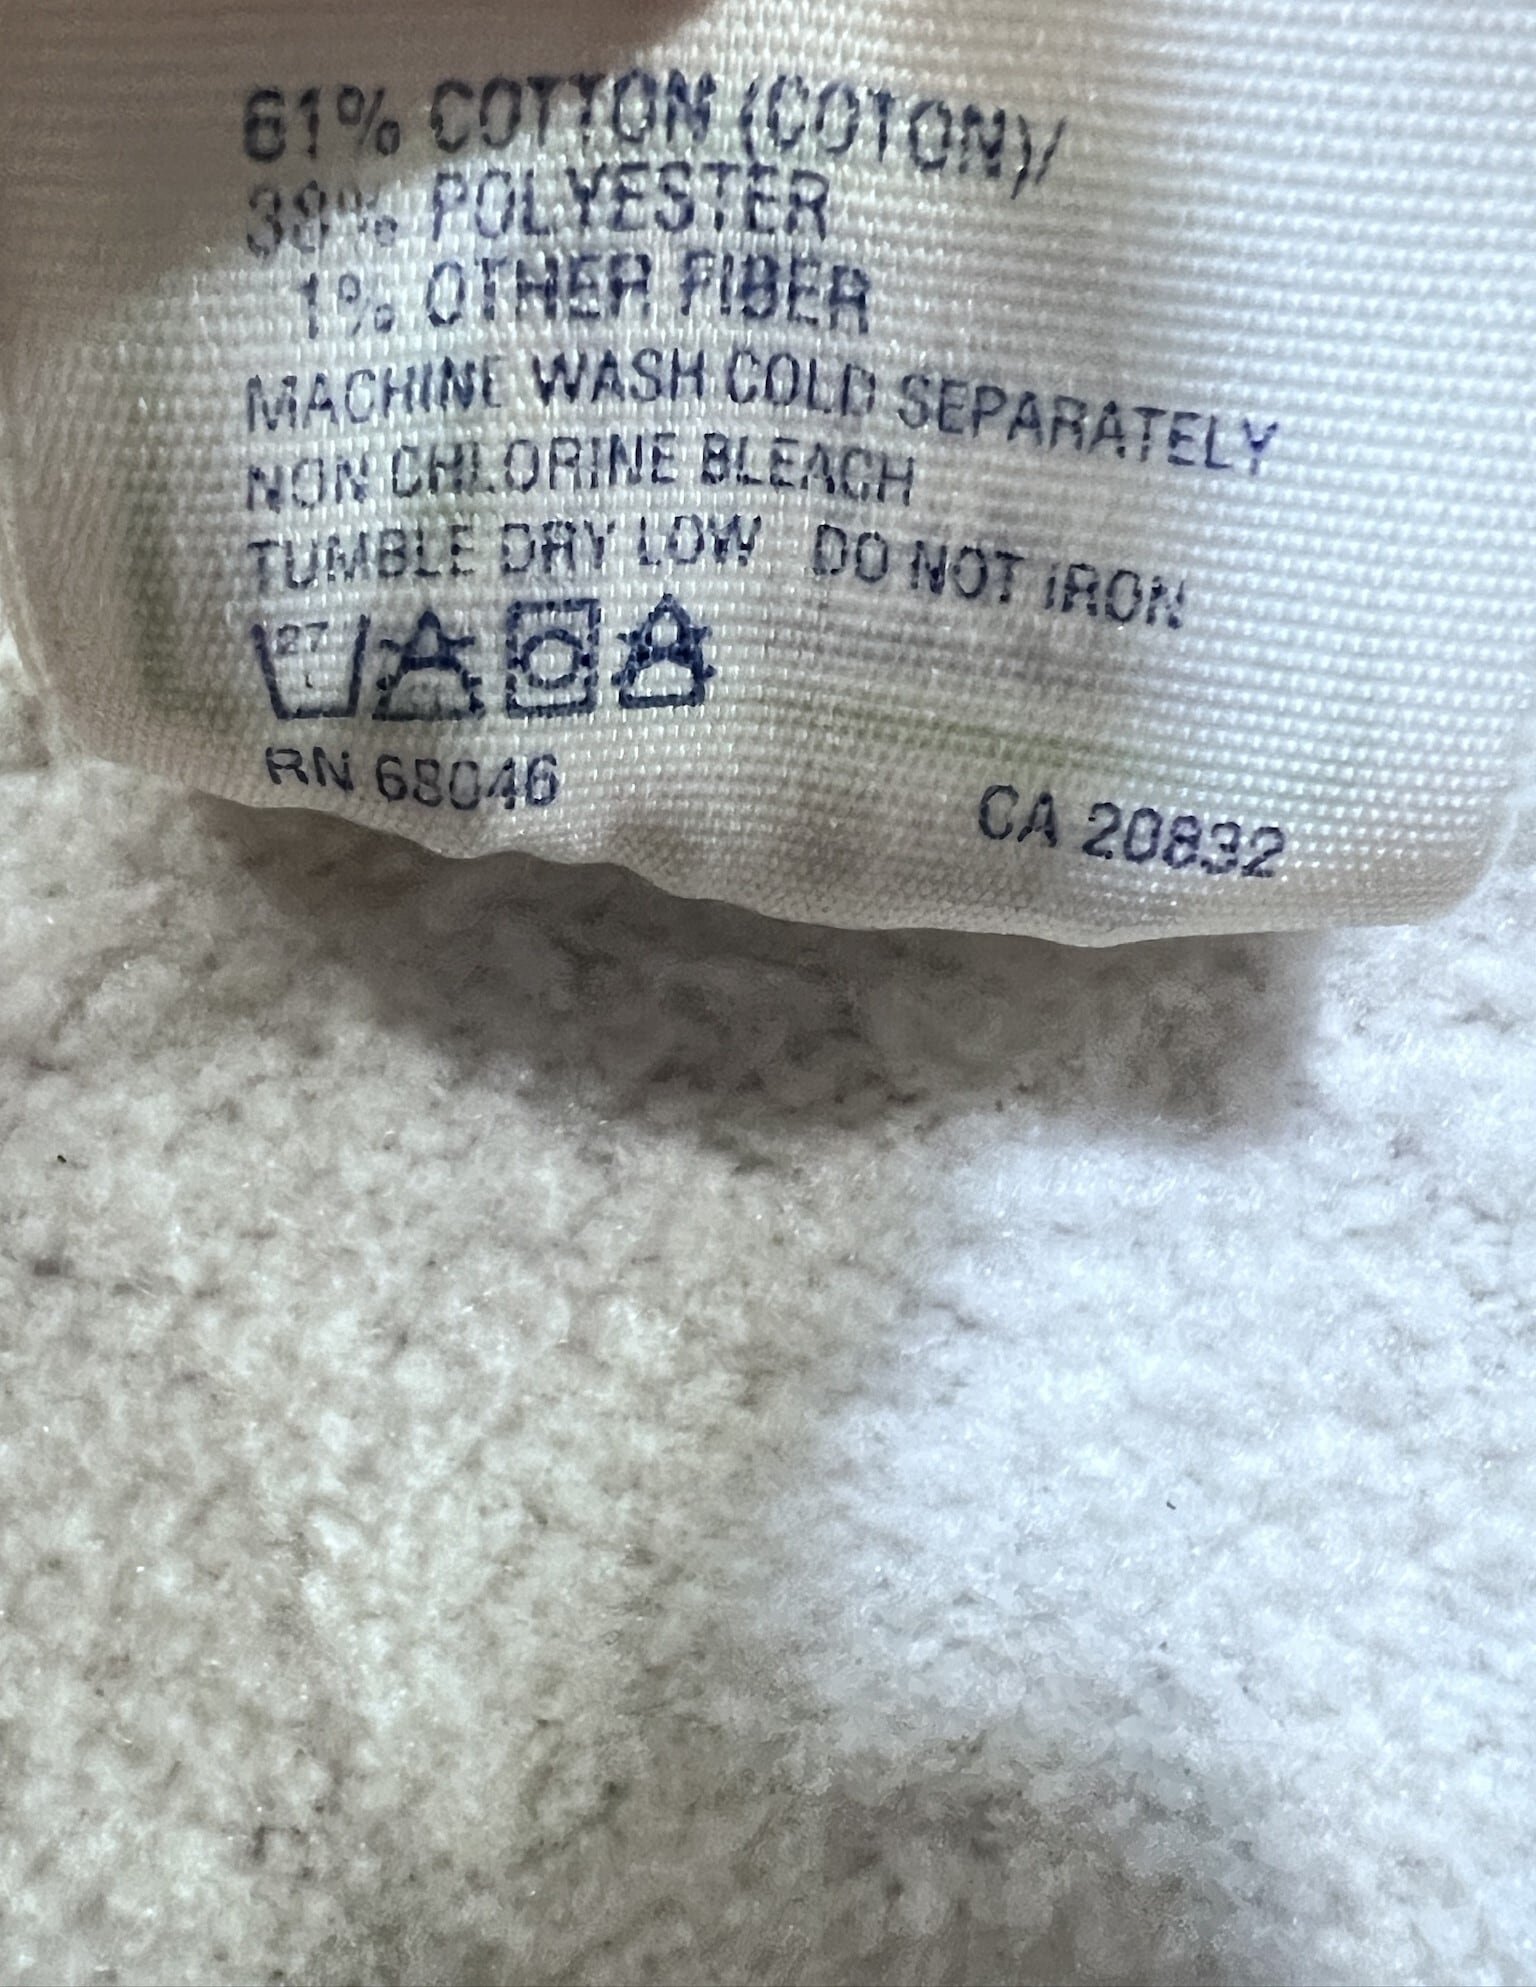 61% COTTON (COTON)/
38% POLYESTER
1% OTHER FIBER
MACHINE WASH COLD SEPARATELY
NON CHLORINE BLEACH
TUMBLE DRY LOW DO NOT IRON
27
RN 68046 CA 20832